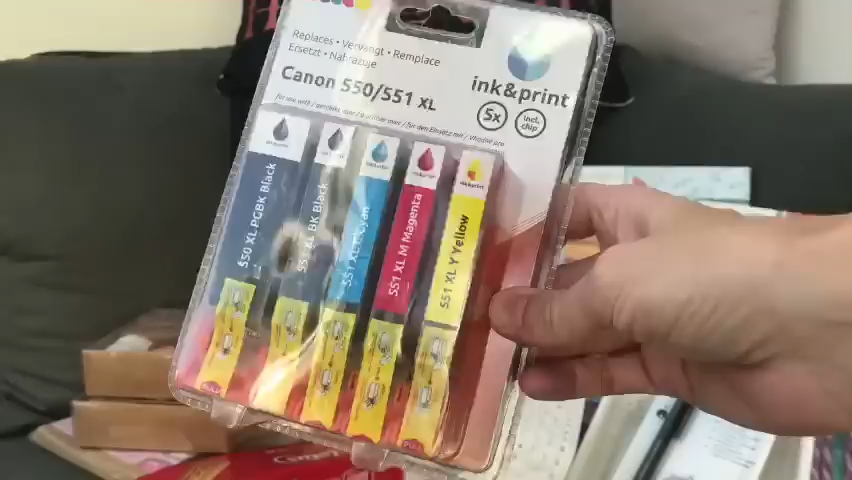 Replaces • Vervangt • Remplace
Ersetzt • Nahrazuje
Canon 550/551 XL
ink&print
5x
incl. chip
550 XL PGBK Black
551 XL BK Black
551 XL C Cyan
551 XL M Magenta
551 XL Y Yellow